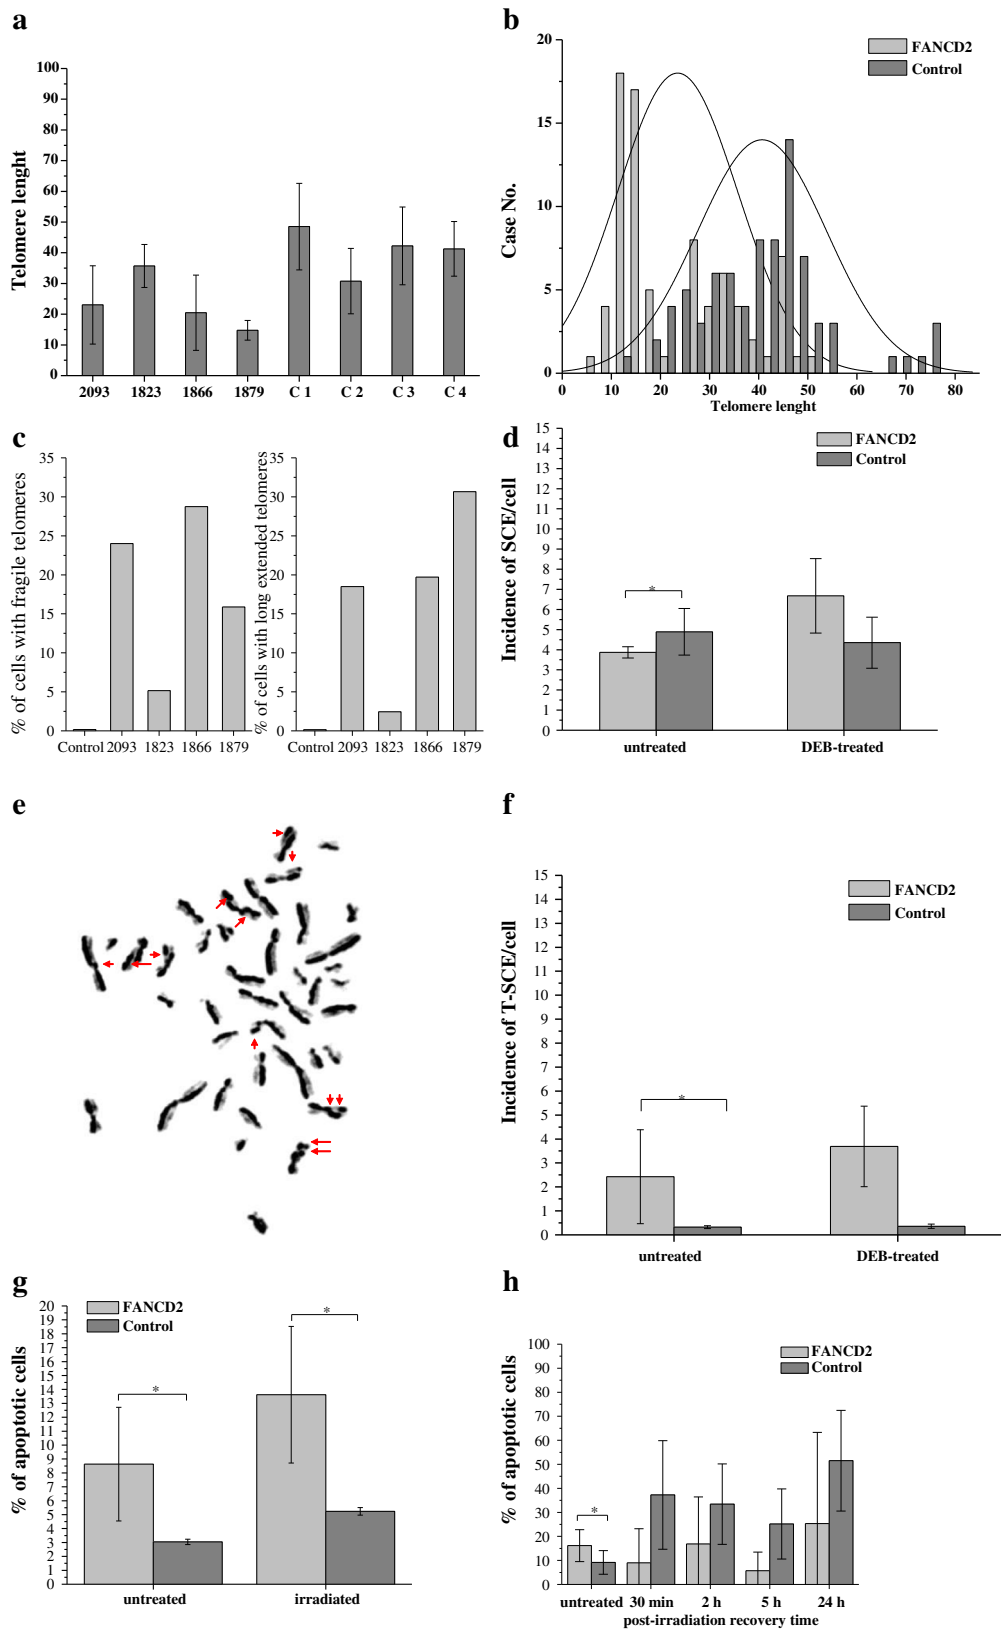 a
Telomere lenght
100
90
80
70
60
50
40
30
20
10
0
2093 1823 1866 1879 C 1 C 2 C 3 C 4
b
FANCD2
Control
Case No.
20
15
10
5
0
0 10 20 30 40 50 60 70 80
Telomere lenght
c
% of cells with fragile telomeres
35
30
25
20
15
10
5
0
Control 2093 1823 1866 1879
% of cells with long extended telomeres
35
30
25
20
15
10
5
0
Control 2093 1823 1866 1879
d
FANCD2
Control
Incidence of SCE/cell
15
14
13
12
11
10
9
8
7
6
5
4
3
2
1
0
*
untreated DEB-treated
e
f
FANCD2
Control
Incidence of T-SCE/cell
15
14
13
12
11
10
9
8
7
6
5
4
3
2
1
0
*
untreated DEB-treated
g
FANCD2
Control
% of apoptotic cells
20
19
18
17
16
15
14
13
12
11
10
9
8
7
6
5
4
3
2
1
0
*
*
untreated irradiated
h
FANCD2
Control
% of apoptotic cells
100
90
80
70
60
50
40
30
20
10
0
*
untreated 30 min 2 h 5 h 24 h
post-irradiation recovery time